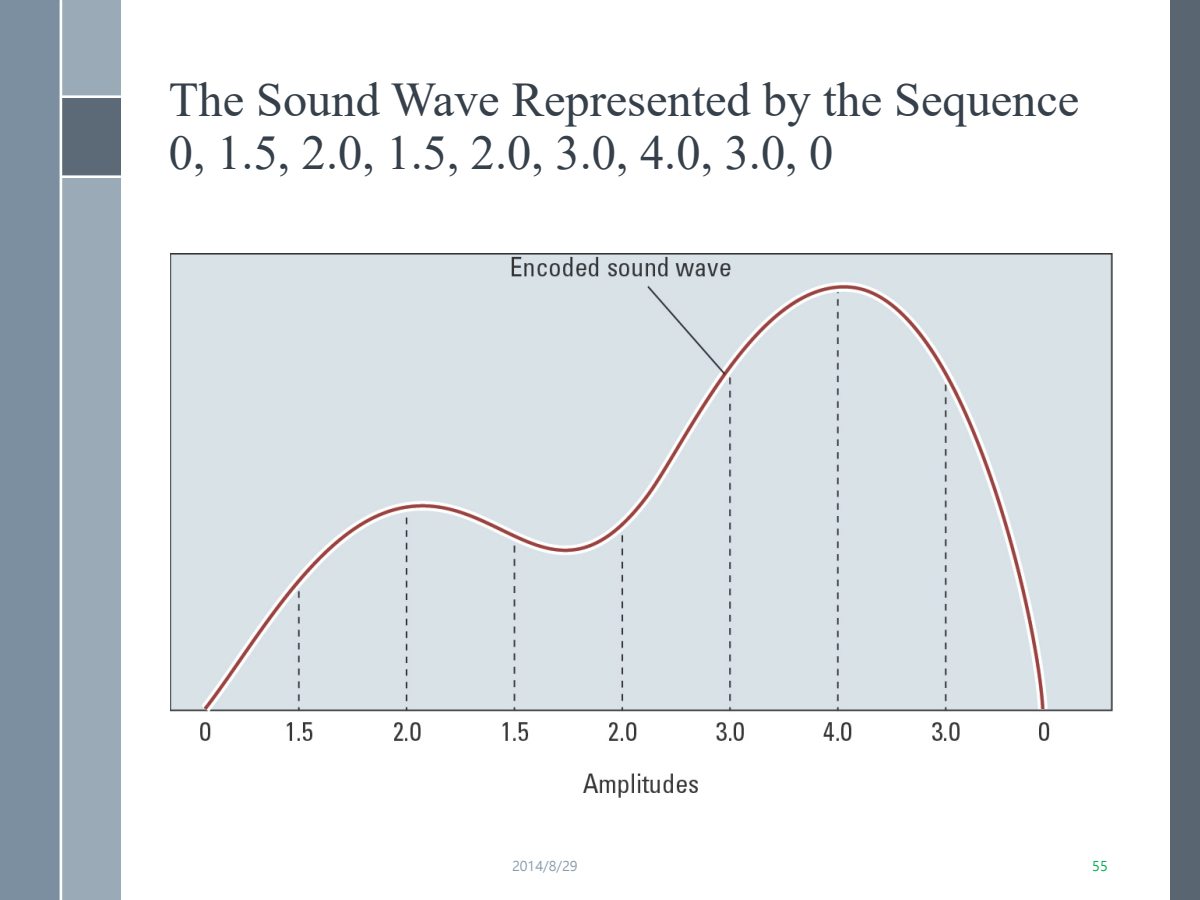 The Sound Wave Represented by the Sequence
0, 1.5, 2.0, 1.5, 2.0, 3.0, 4.0, 3.0, 0
Encoded sound wave
0 1.5 2.0 1.5 2.0 3.0 4.0 3.0 0
Amplitudes
2014/8/29 55